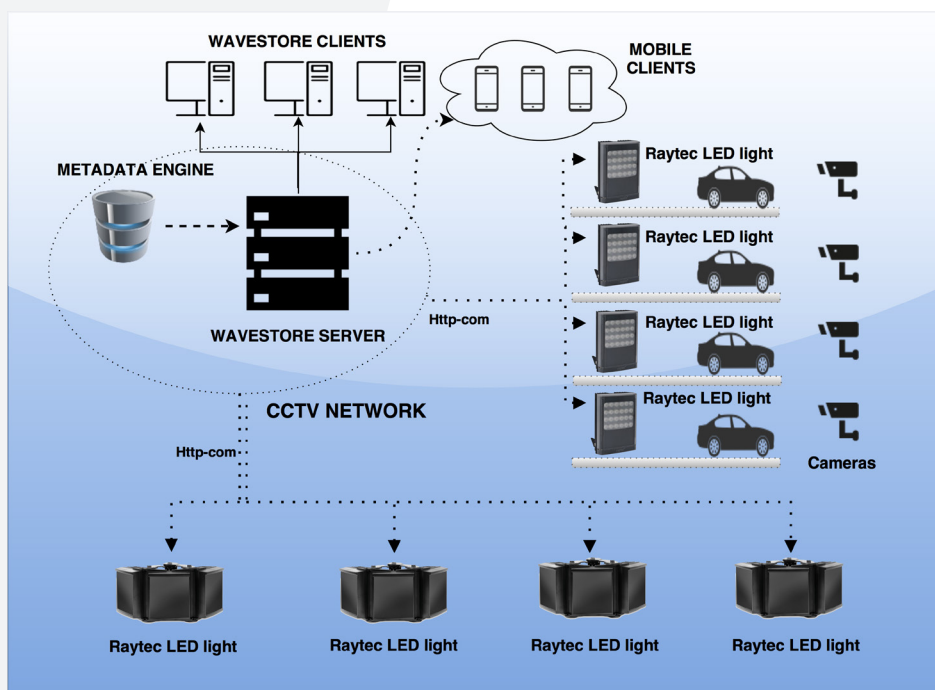 WAVESTORE CLIENTS
MOBILE
CLIENTS
METADATA ENGINE
WAVESTORE SERVER
Raytec LED light
Raytec LED light
Raytec LED light
Raytec LED light
Http-com
Cameras
CCTV NETWORK
Http-com
Raytec LED light
Raytec LED light
Raytec LED light
Raytec LED light